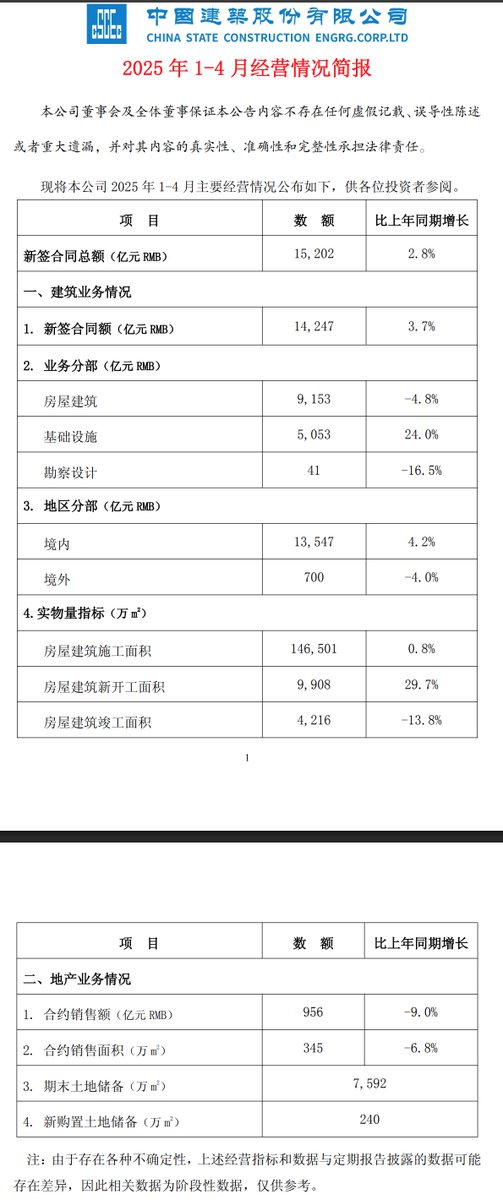 CSCEC
中國建築股份有限公司
CHINA STATE CONSTRUCTION ENGRG.CORP.LTD
2025 年 1-4 月经营情况简报
本公司董事会及全体董事保证本公告内容不存在任何虚假记载、误导性陈述
或者重大遗漏，并对其内容的真实性、准确性和完整性承担法律责任。
现将本公司 2025 年 1-4 月主要经营情况公布如下，供各位投资者参阅。
项 目 数 额 比上年同期增长
新签合同总额（亿元 RMB） 15,202 2.8%
一、建筑业务情况
1. 新签合同额（亿元 RMB） 14,247 3.7%
2. 业务分部（亿元 RMB）
房屋建筑 9,153 -4.8%
基础设施 5,053 24.0%
勘察设计 41 -16.5%
3. 地区分部（亿元 RMB）
境内 13,547 4.2%
境外 700 -4.0%
4.实物量指标（万㎡）
房屋建筑施工面积 146,501 0.8%
房屋建筑新开工面积 9,908 29.7%
房屋建筑竣工面积 4,216 -13.8%
1
项 目 数 额 比上年同期增长
二、地产业务情况
1. 合约销售额（亿元 RMB） 956 -9.0%
2. 合约销售面积（万㎡） 345 -6.8%
3. 期末土地储备（万㎡） 7,592
4. 新购置土地储备（万㎡） 240
注：由于存在各种不确定性，上述经营指标和数据与定期报告披露的数据可能
存在差异，因此相关数据为阶段性数据，仅供参考。